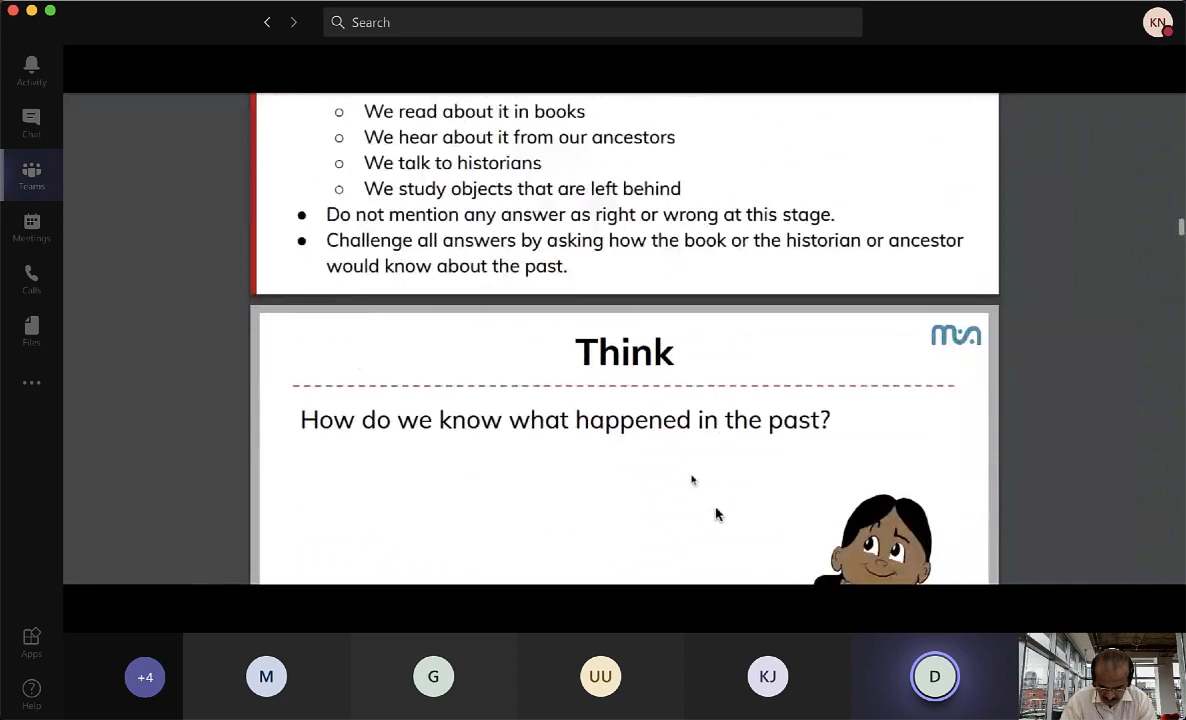 Search
KN
Activity
Chat
Teams
Meetings
Calls
Files
Apps
Help
We read about it in books
We hear about it from our ancestors
We talk to historians
We study objects that are left behind
Do not mention any answer as right or wrong at this stage.
Challenge all answers by asking how the book or the historian or ancestor
would know about the past.
Think
How do we know what happened in the past?
+4
M
G
UU
KJ
D